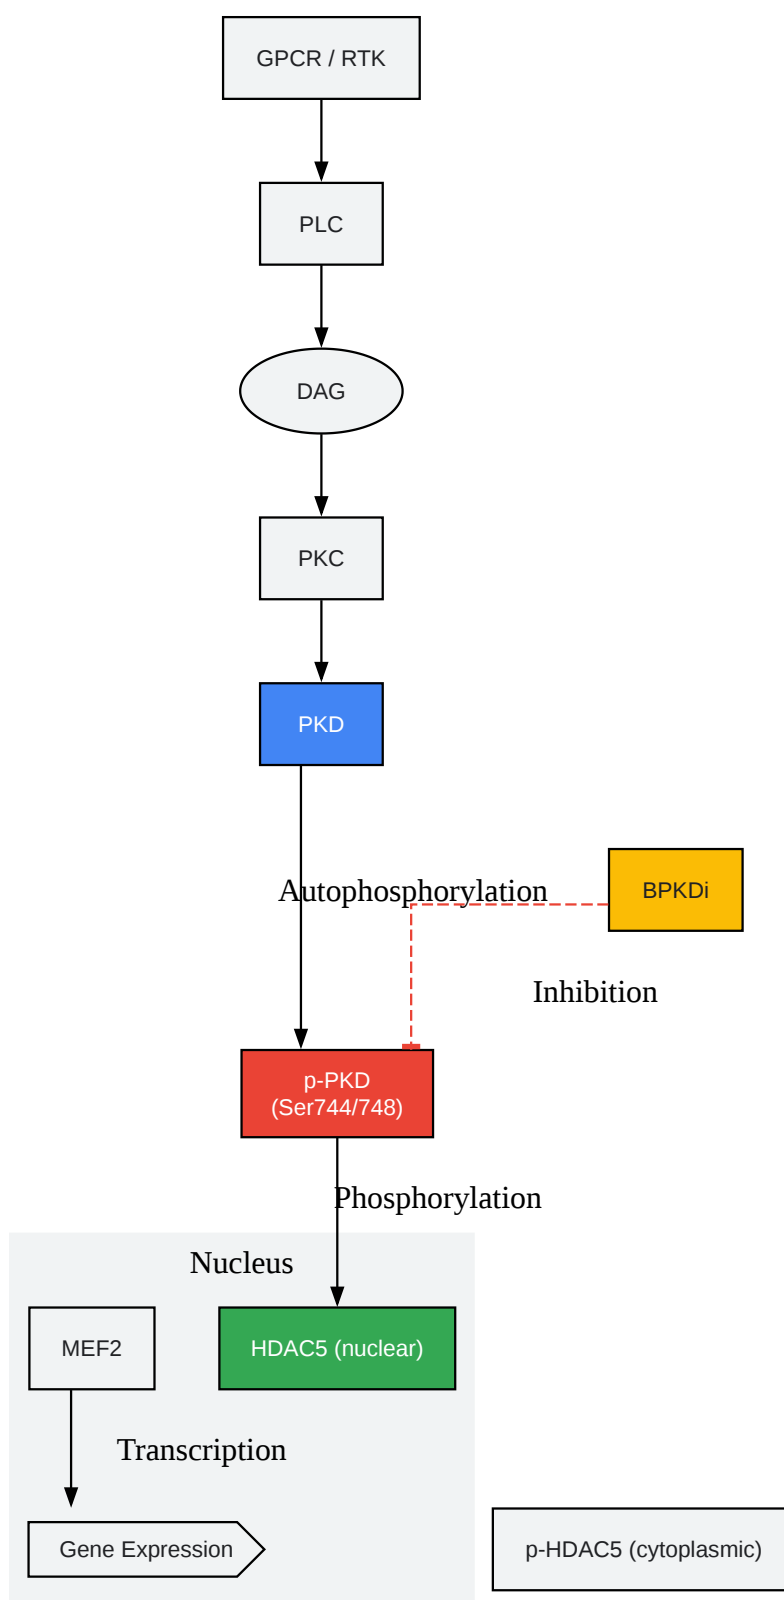 GPCR / RTK
PLC
DAG
PKC
PKD
Autophosphorylation
BPKDi
Inhibition
p-PKD
(Ser744/748)
Phosphorylation
Nucleus
MEF2
HDAC5 (nuclear)
Transcription
Gene Expression
p-HDAC5 (cytoplasmic)